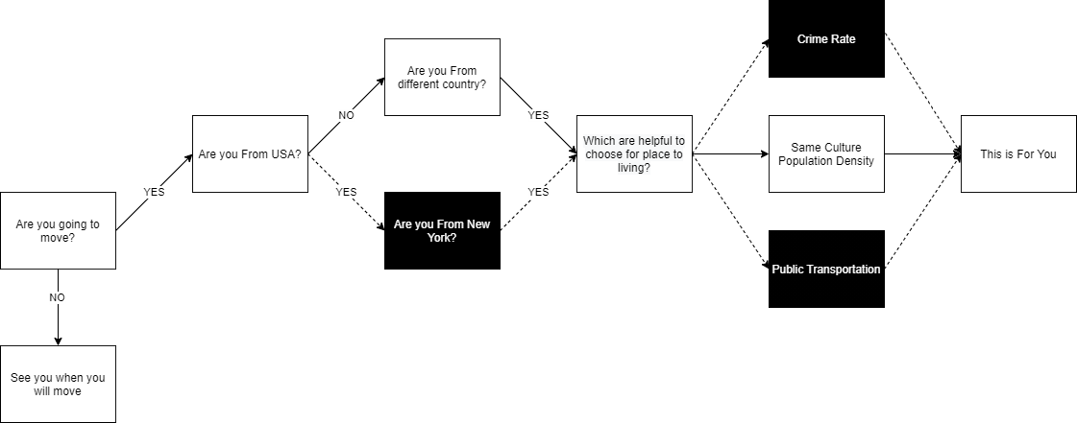 Are you going to
move?
NO
See you when you
will move
YES
Are you From USA?
NO
YES
Are you From
different country?
Are you From New
York?
YES
YES
Which are helpful to
choose for place to
living?
Crime Rate
Same Culture
Population Density
Public Transportation
This is For You